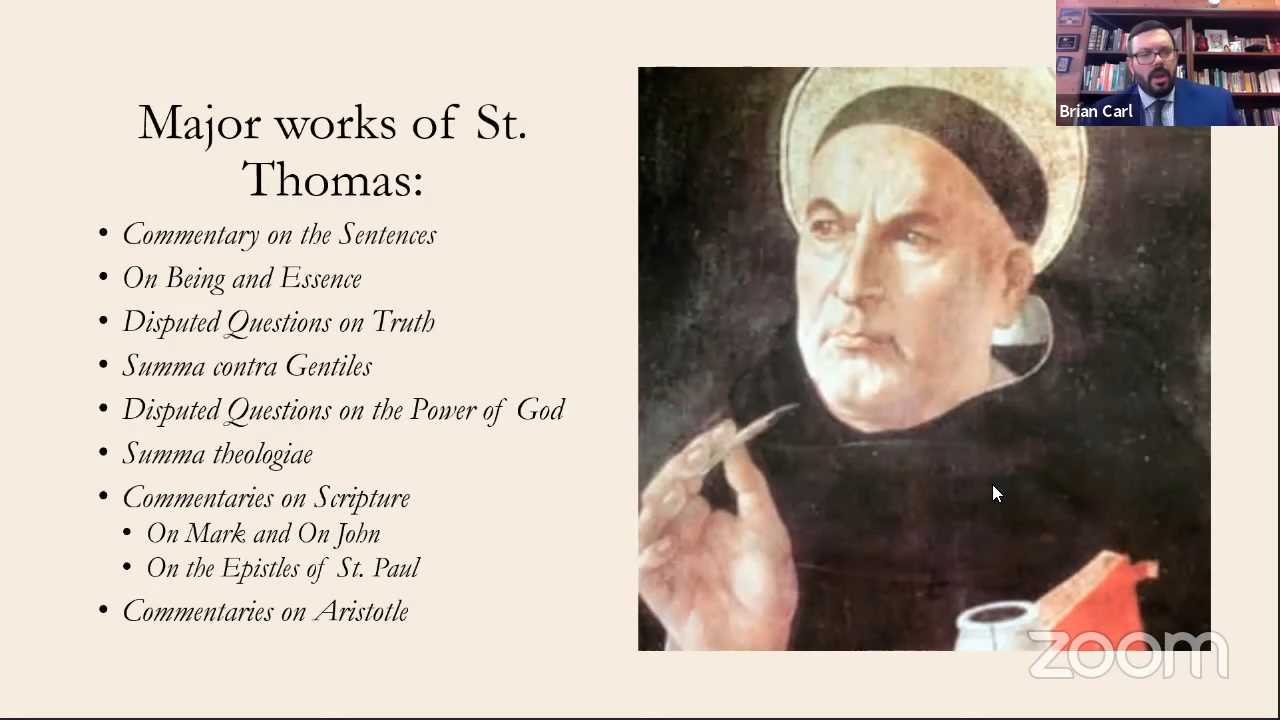 Major works of St.
Thomas:
• Commentary on the Sentences
• On Being and Essence
• Disputed Questions on Truth
• Summa contra Gentiles
• Disputed Questions on the Power of God
• Summa theologiae
• Commentaries on Scripture
• On Mark and On John
• On the Epistles of St. Paul
• Commentaries on Aristotle
Brian Carl
zoom